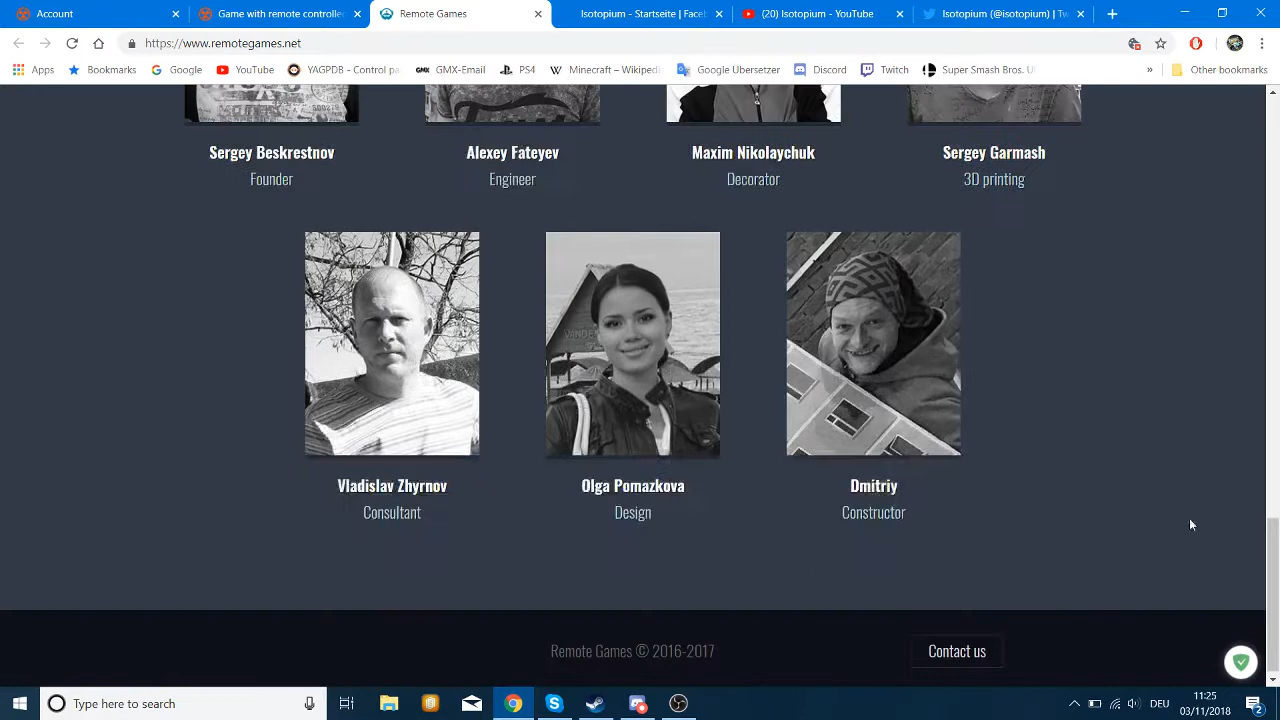 Account
Game with remote controlle
Remote Games
Isotopium - Startseite | Faceb
(20) Isotopium - YouTube
Isotopium (@isotopium) | Tw
https://www.remotegames.net
Apps
Bookmarks
Google
YouTube
YAGPDB - Control pa
GMX GMX-Email
PS4
Minecraft – Wikipedi
Google Übersetzer
Discord
Twitch
Super Smash Bros. U
»
Other bookmarks
Sergey Beskrestnov
Alexey Fateyev
Maxim Nikolaychuk
Sergey Garmash
Founder
Engineer
Decorator
3D printing
Vladislav Zhyrnov
Olga Pomazkova
Dmitriy
Consultant
Design
Constructor
Remote Games © 2016-2017
Contact us
Type here to search
DEU
11:25
03/11/2018
2